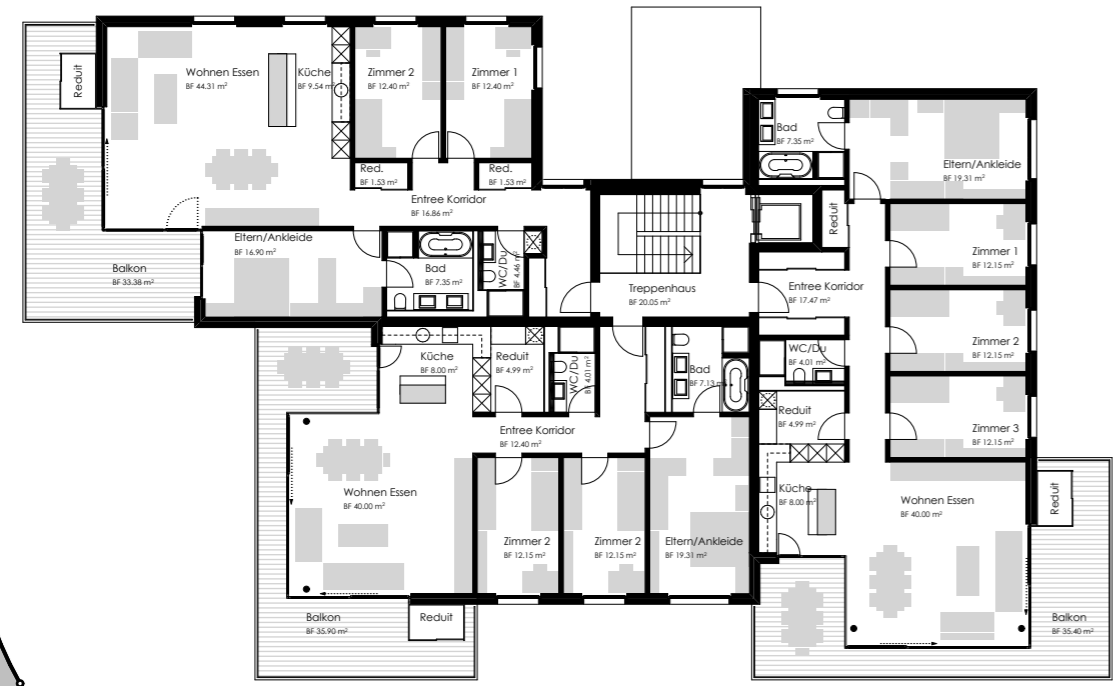 Reduit
Wohnen Essen
BF 44.31 m²
Küche
BF 9.54 m²
Zimmer 2
BF 12.40 m²
Zimmer 1
BF 12.40 m²
Red.
BF 1.53 m²
Red.
BF 1.53 m²
Entree Korridor
BF 16.86 m²
Eltern/Ankleide
BF 16.90 m²
Bad
BF 7.35 m²
WC/Du
BF 4.46 m²
Balkon
BF 33.38 m²
Treppenhaus
BF 20.05 m²
Bad
BF 7.35 m²
Eltern/Ankleide
BF 19.31 m²
Reduit
Zimmer 1
BF 12.15 m²
Entree Korridor
BF 17.47 m²
Zimmer 2
BF 12.15 m²
WC/Du
BF 4.01 m²
Zimmer 3
BF 12.15 m²
Reduit
BF 4.99 m²
Küche
BF 8.00 m²
Wohnen Essen
BF 40.00 m²
Reduit
Balkon
BF 35.40 m²
Küche
BF 8.00 m²
Reduit
BF 4.99 m²
WC/Du
BF 4.01 m²
Bad
BF 7.13 m²
Entree Korridor
BF 12.40 m²
Wohnen Essen
BF 40.00 m²
Zimmer 2
BF 12.15 m²
Zimmer 2
BF 12.15 m²
Eltern/Ankleide
BF 19.31 m²
Balkon
BF 35.90 m²
Reduit